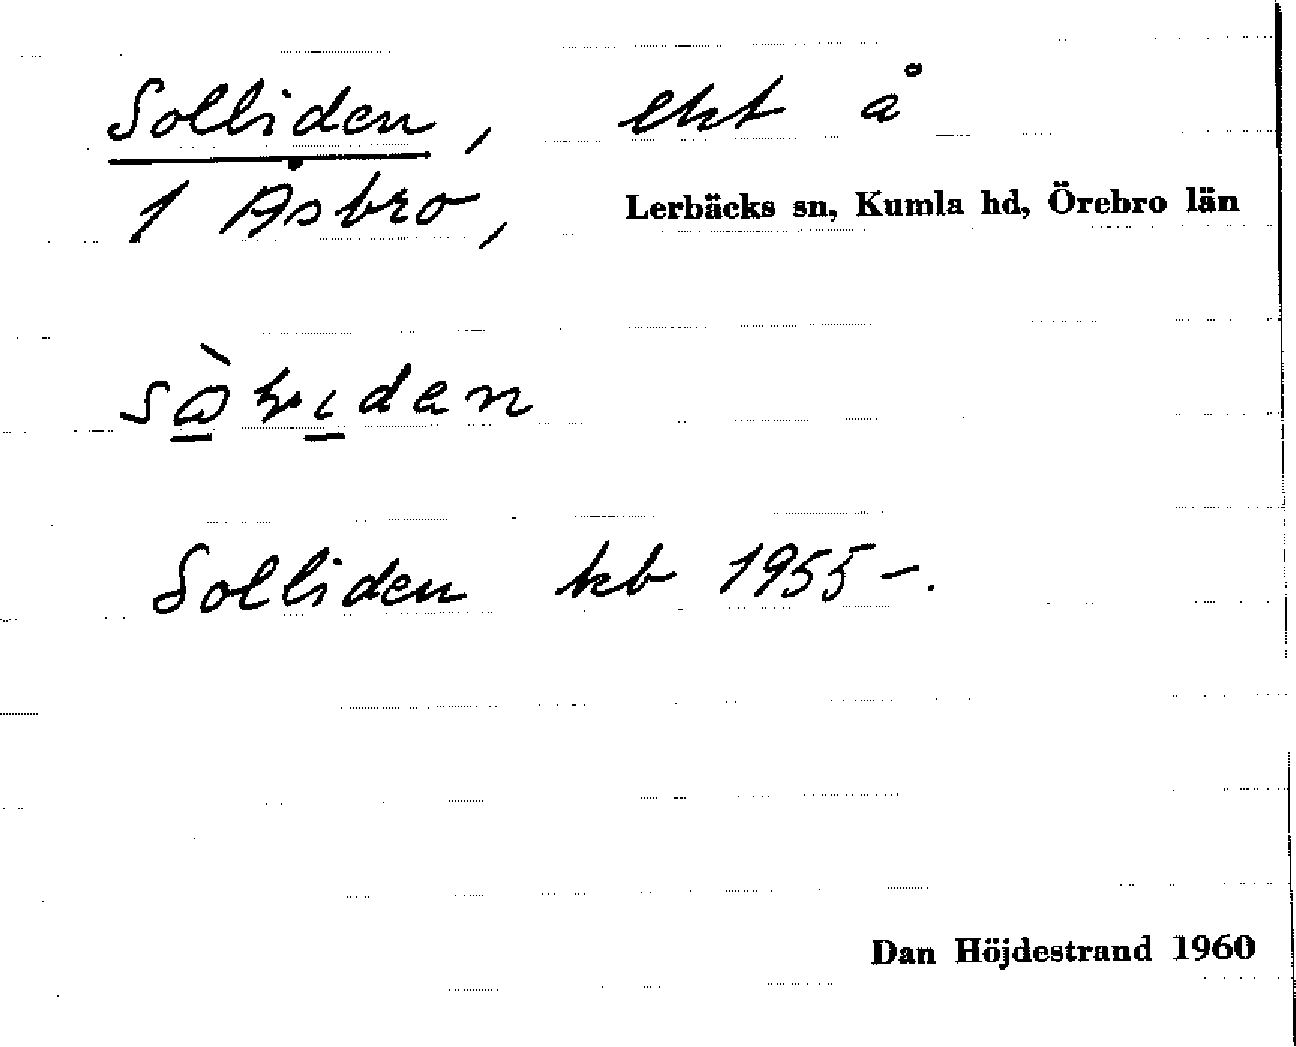 Solliden, lht å
1 Åsbro, Lerbäcks sn, Kumla hd, Örebro län
Solliden kb 1955–.
Dan Höjdestrand 1960